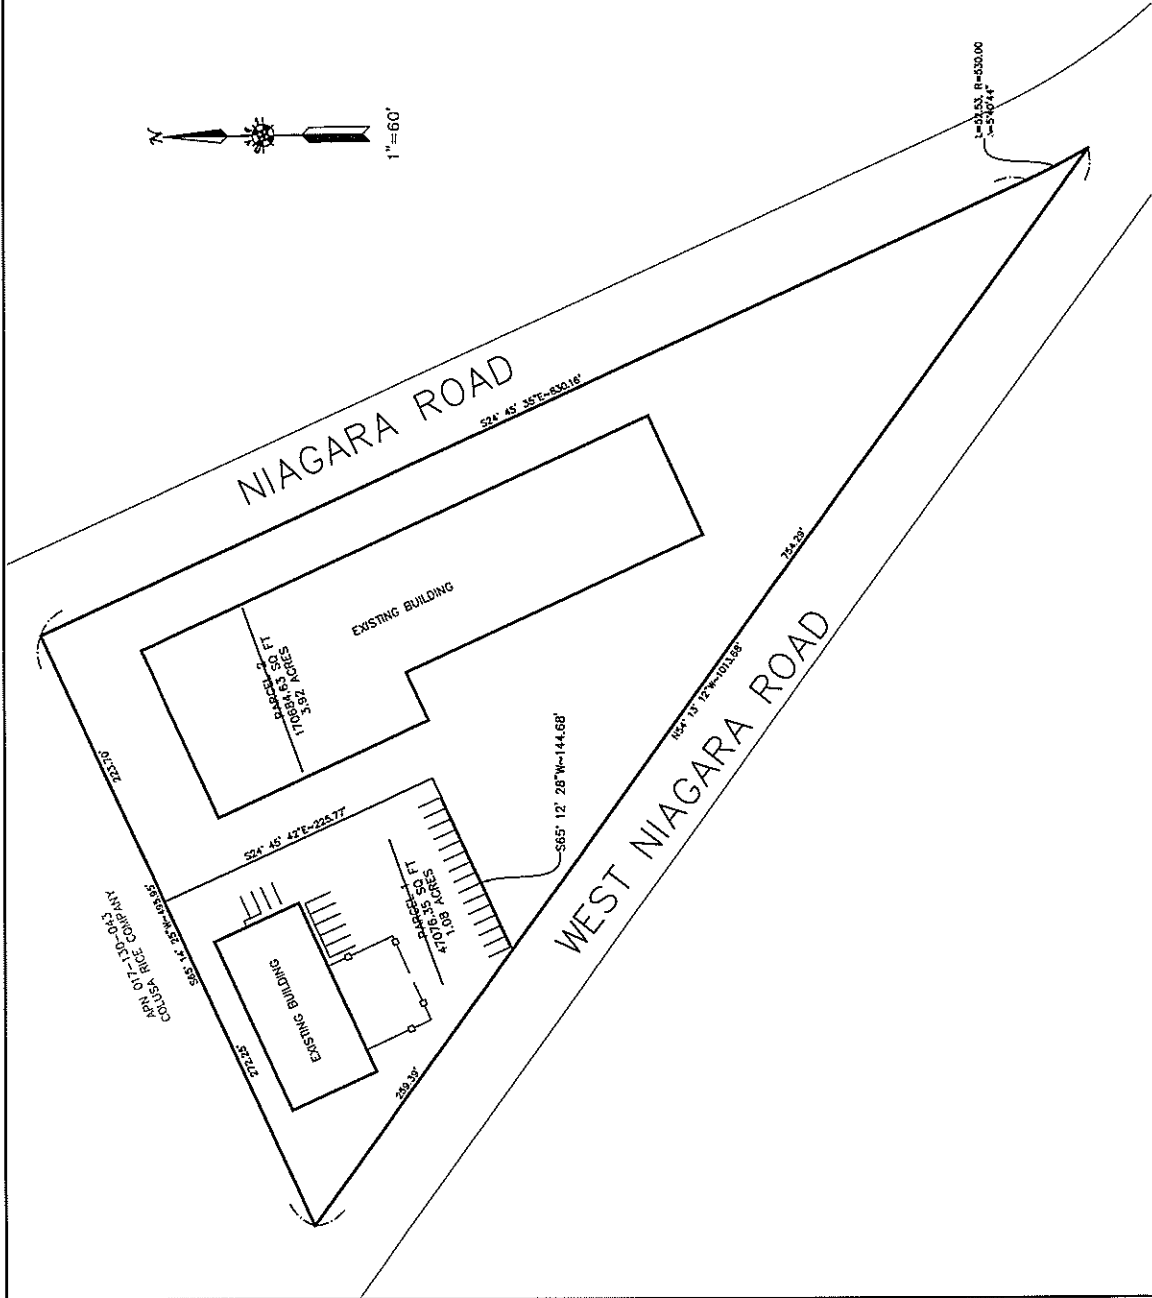 N
1"=60'
L=52.53, R=530.00
NIAGARA ROAD
S24° 45' 35"E~830.16'
223.70'
APN 017-130-043
COLUSA RICE COMPANY
S65° 14' 25"W~495.95'
272.25'
PARCEL 2
170684.63 SQ FT
3.92 ACRES
EXISTING BUILDING
S24° 45' 42"E~225.77'
EXISTING BUILDING
PARCEL 1
47076.35 SQ FT
1.08 ACRES
S65° 12' 28"W~144.68'
259.39'
N54° 13' 12"W~1013.68'
754.29'
WEST NIAGARA ROAD